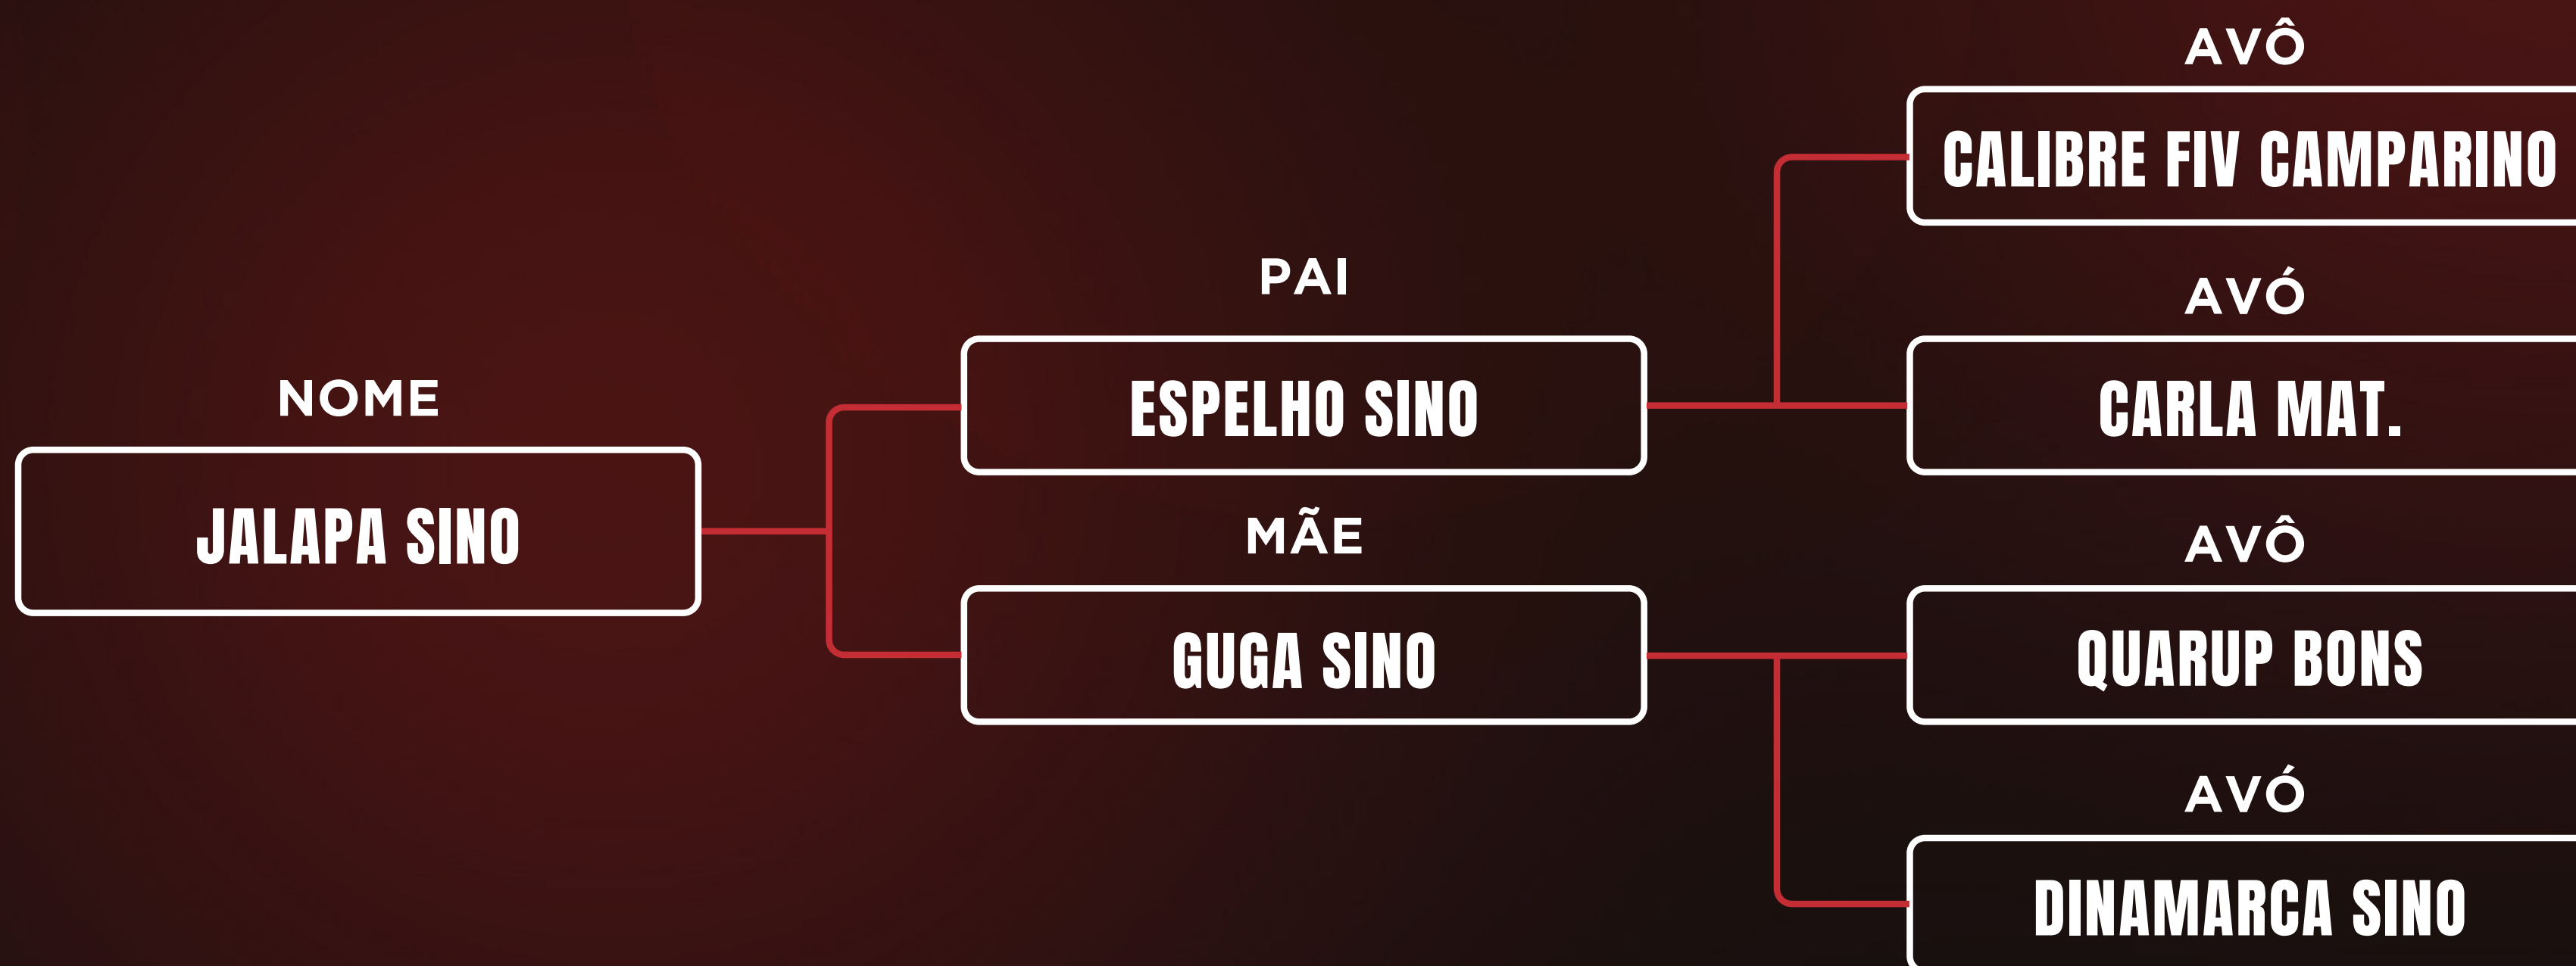 NOME
JALAPA SINO
PAI
ESPELHO SINO
MÃE
GUGA SINO
AVÔ
CALIBRE FIV CAMPARINO
AVÓ
CARLA MAT.
AVÔ
QUARUP BONS
AVÓ
DINAMARCA SINO